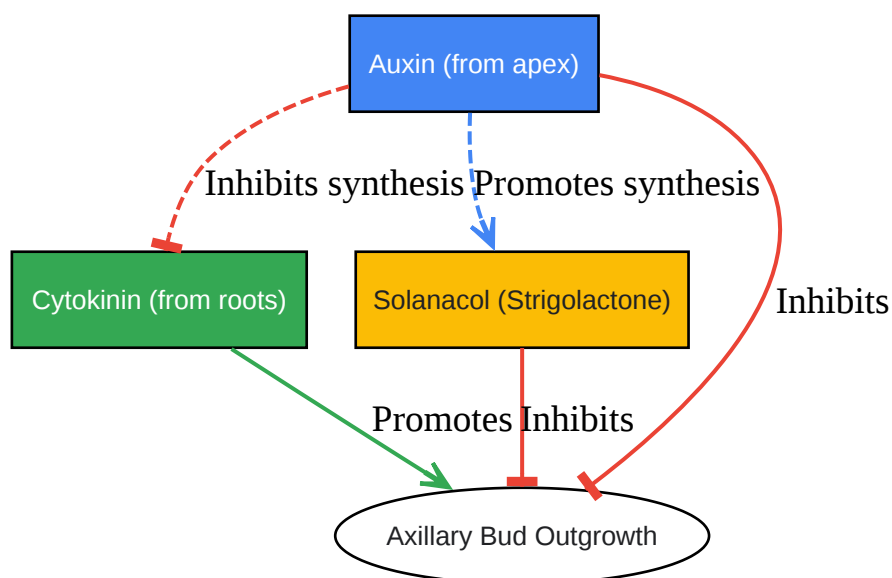 Auxin (from apex)
Inhibits synthesis
Promotes synthesis
Cytokinin (from roots)
Solanacol (Strigolactone)
Inhibits
Promotes
Inhibits
Axillary Bud Outgrowth